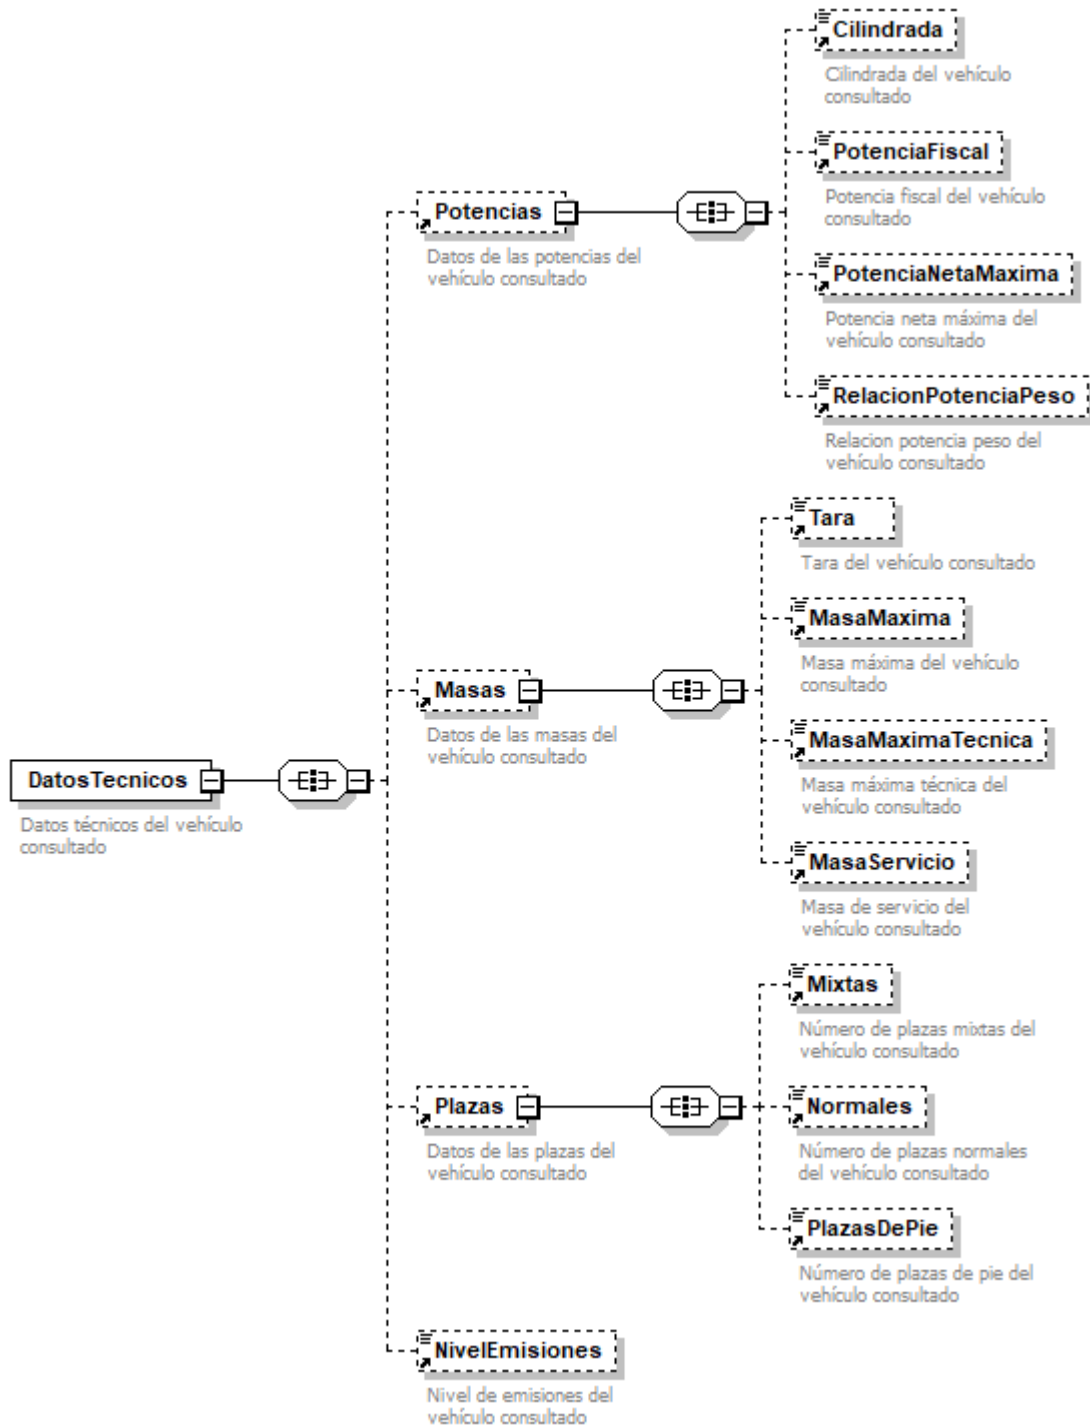 Cilindrada
Cilindrada del vehículo
consultado
PotenciaFiscal
Potencia fiscal del vehículo
consultado
Potencias
Datos de las potencias del
vehículo consultado
PotenciaNetaMaxima
Potencia neta máxima del
vehículo consultado
RelacionPotenciaPeso
Relacion potencia peso del
vehículo consultado
Tara
Tara del vehículo consultado
MasaMaxima
Masa máxima del vehículo
consultado
Masas
Datos de las masas del
vehículo consultado
MasaMaximaTecnica
Masa máxima técnica del
vehículo consultado
DatosTecnicos
Datos técnicos del vehículo
consultado
MasaServicio
Masa de servicio del
vehículo consultado
Mixtas
Número de plazas mixtas del
vehículo consultado
Plazas
Datos de las plazas del
vehículo consultado
Normales
Número de plazas normales
del vehículo consultado
PlazasDePie
Número de plazas de pie del
vehículo consultado
NivelEmisiones
Nivel de emisiones del
vehículo consultado